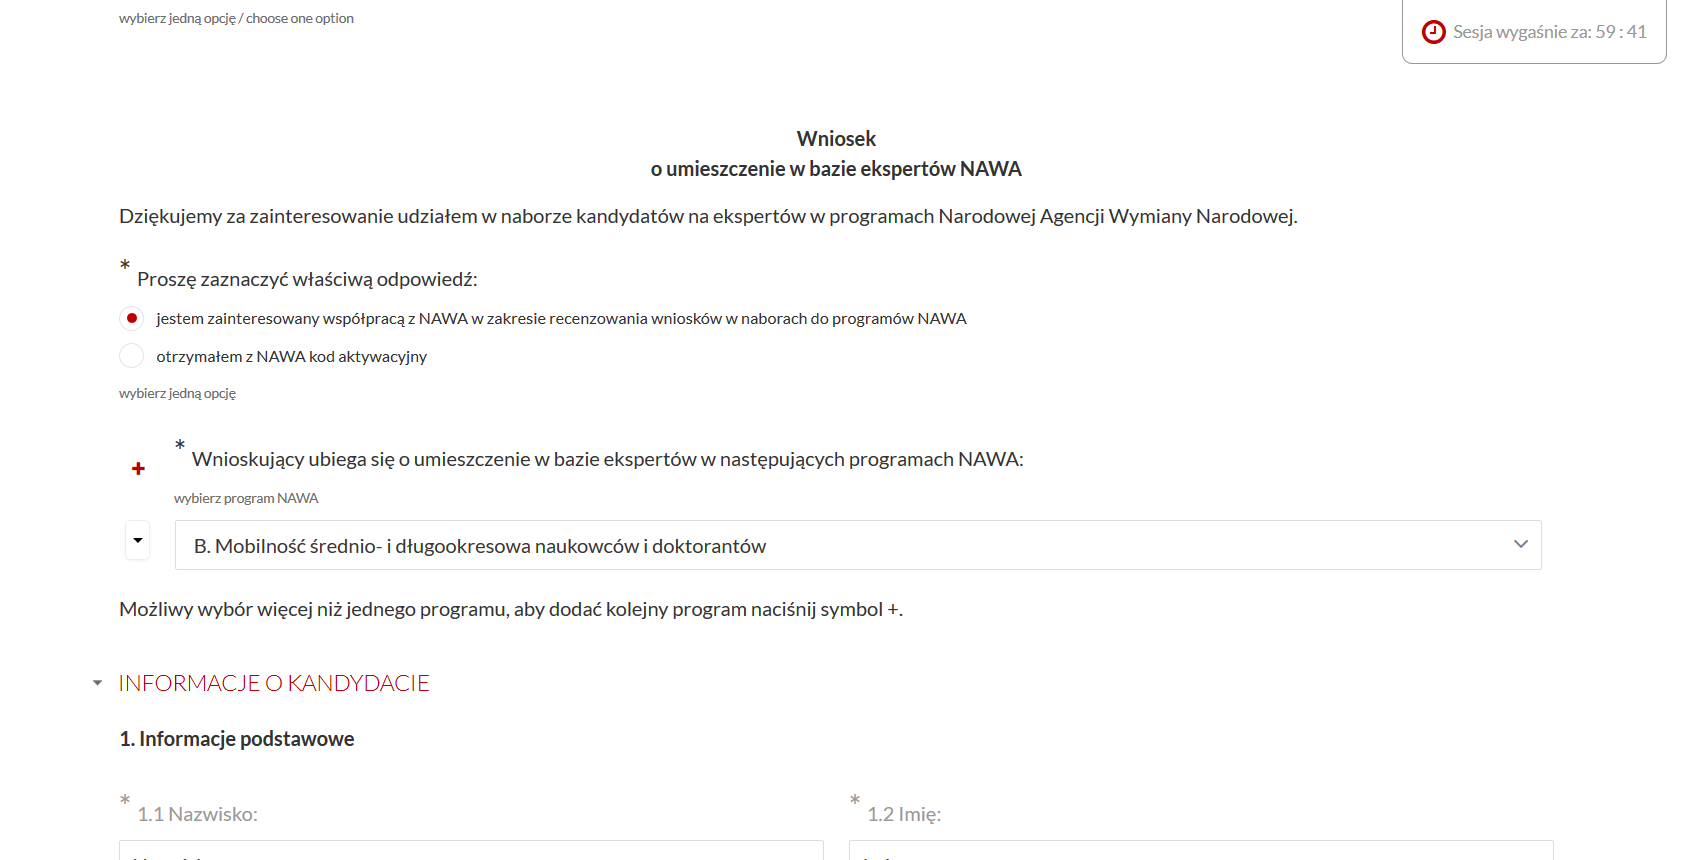 wybierz jedną opcję / choose one option
Sesja wygaśnie za: 59 : 41
Wniosek
o umieszczenie w bazie ekspertów NAWA
Dziękujemy za zainteresowanie udziałem w naborze kandydatów na ekspertów w programach Narodowej Agencji Wymiany Narodowej.
* Proszę zaznaczyć właściwą odpowiedź:
jestem zainteresowany współpracą z NAWA w zakresie recenzowania wniosków w naborach do programów NAWA
otrzymałem z NAWA kod aktywacyjny
wybierz jedną opcję
+ * Wnioskujący ubiega się o umieszczenie w bazie ekspertów w następujących programach NAWA:
wybierz program NAWA
B. Mobilność średnio- i długookresowa naukowców i doktorantów
Możliwy wybór więcej niż jednego programu, aby dodać kolejny program naciśnij symbol +.
INFORMACJE O KANDYDACIE
1. Informacje podstawowe
* 1.1 Nazwisko:
* 1.2 Imię: